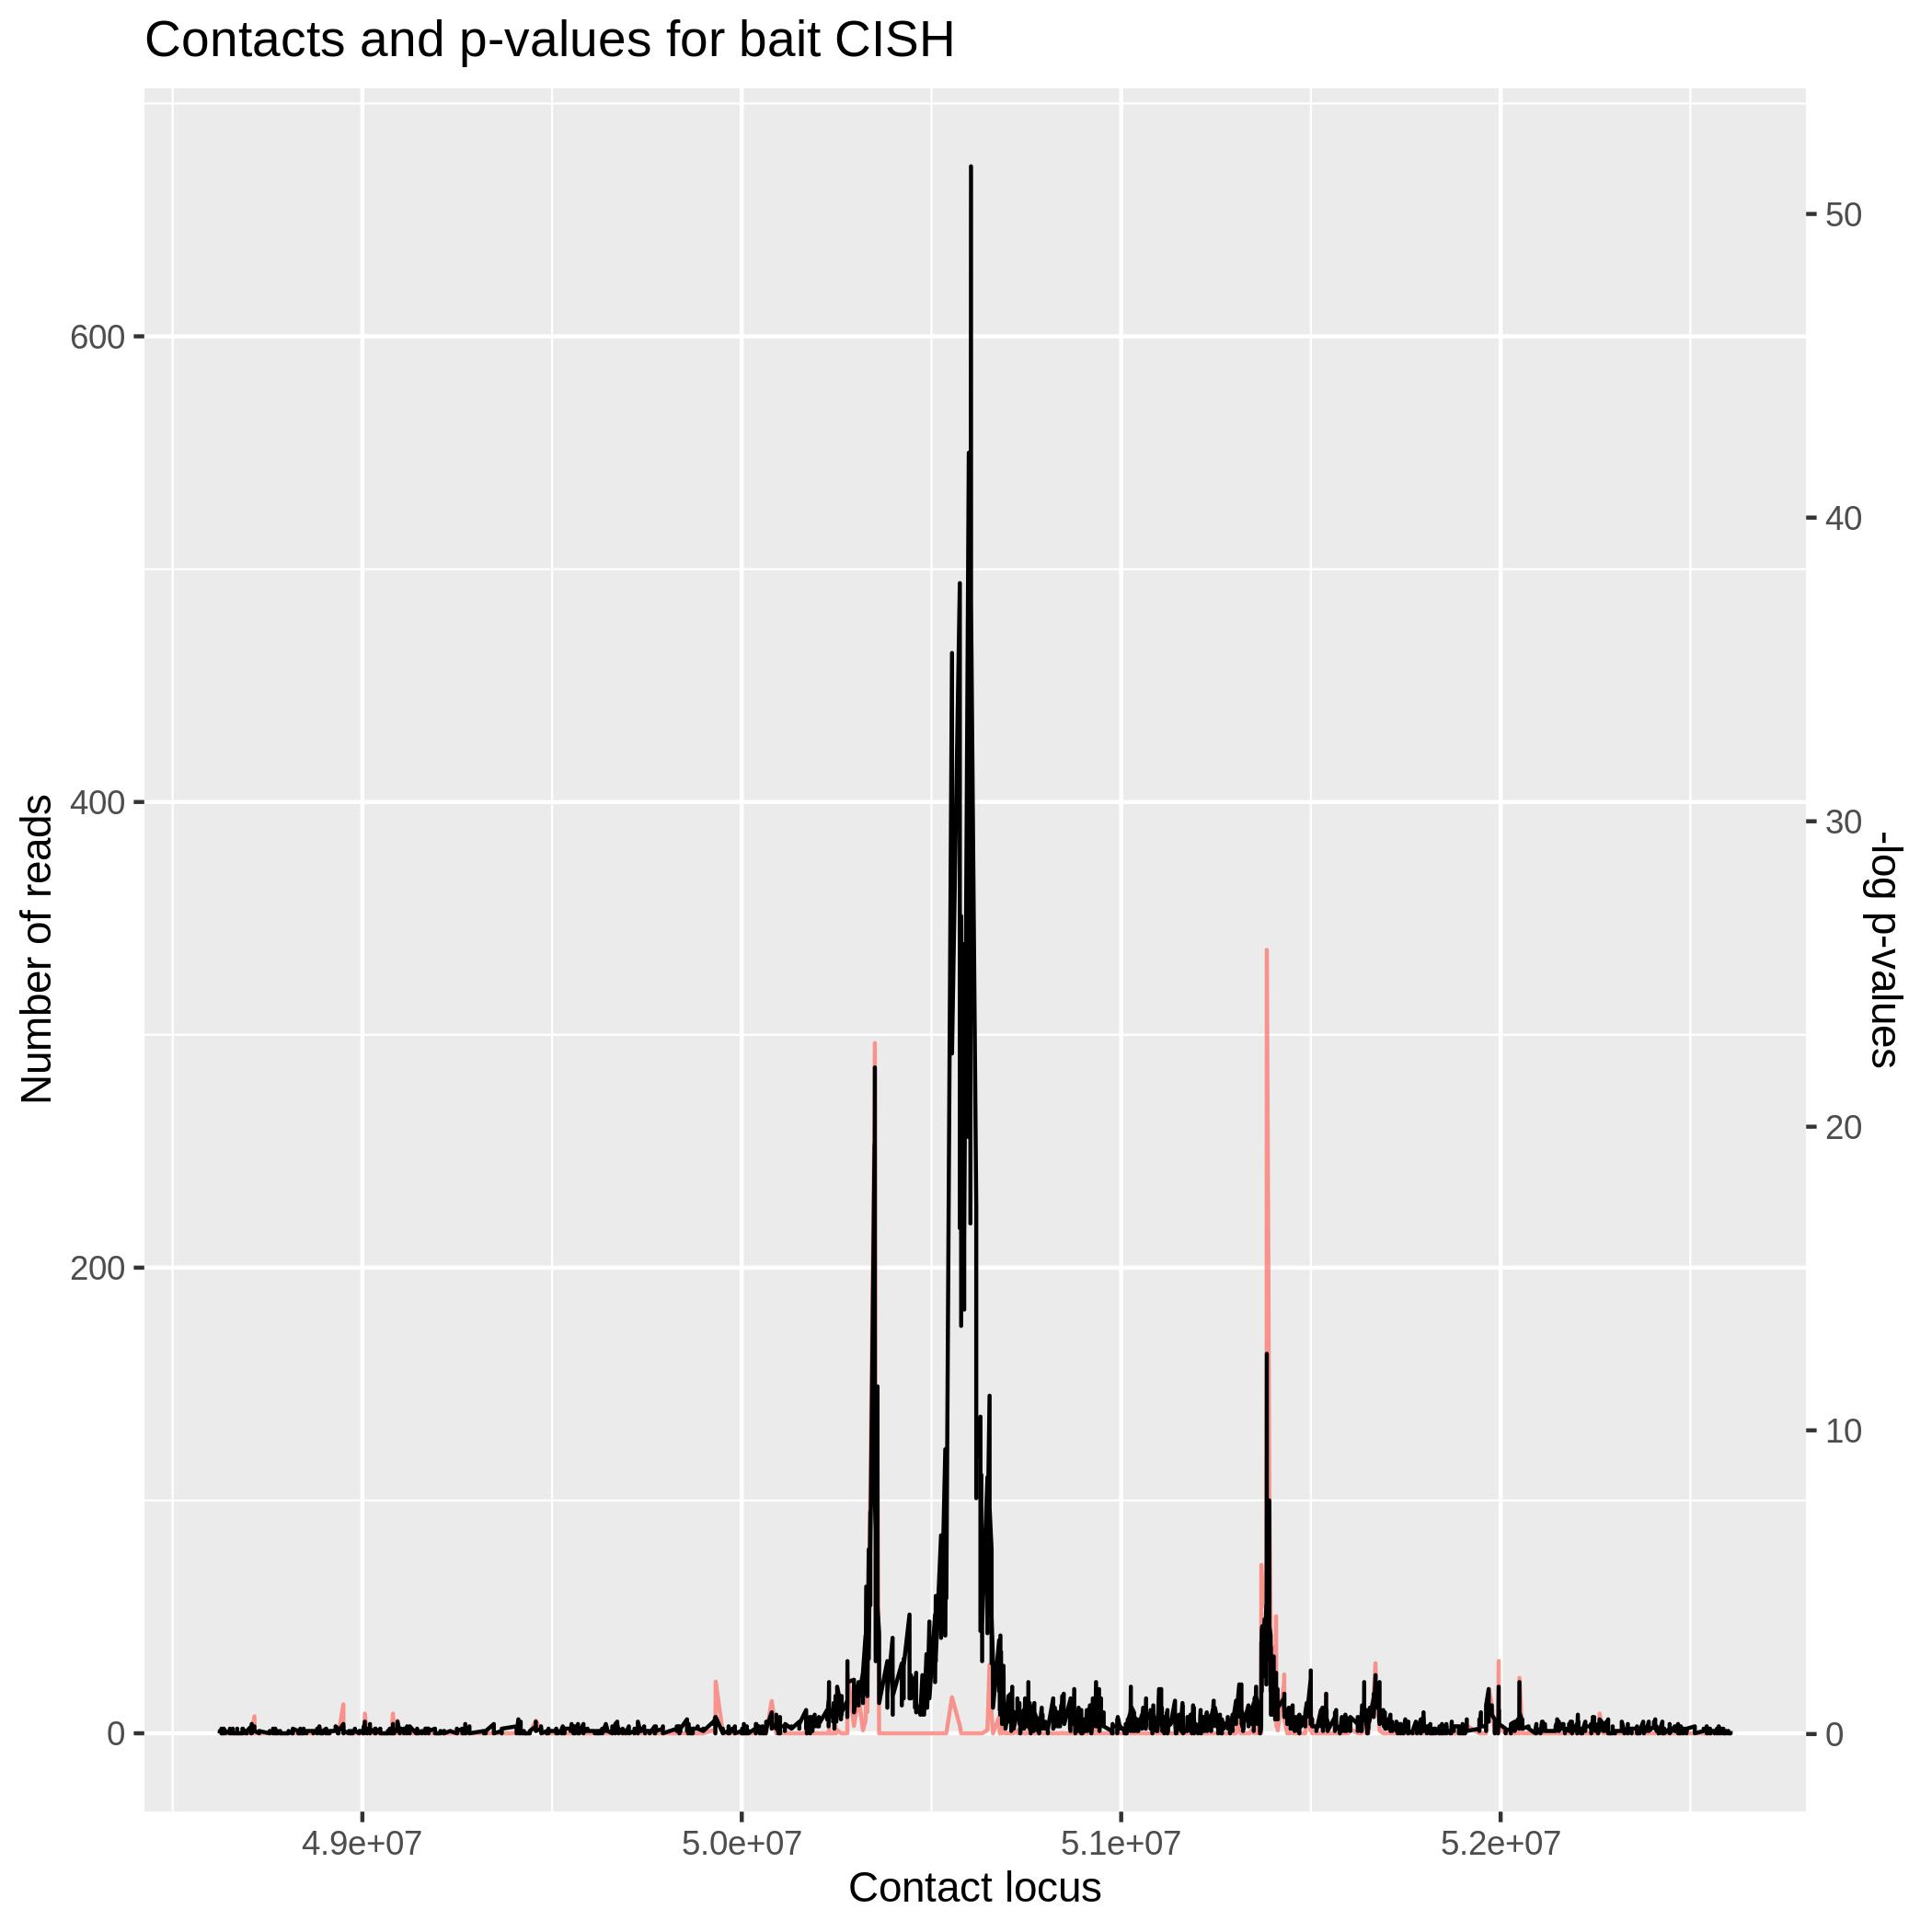 Contacts and p-values for bait CISH
600
400
200
0
Number of reads
50
40
30
20
10
0
-log p-values
4.9e+07 5.0e+07 5.1e+07 5.2e+07
Contact locus